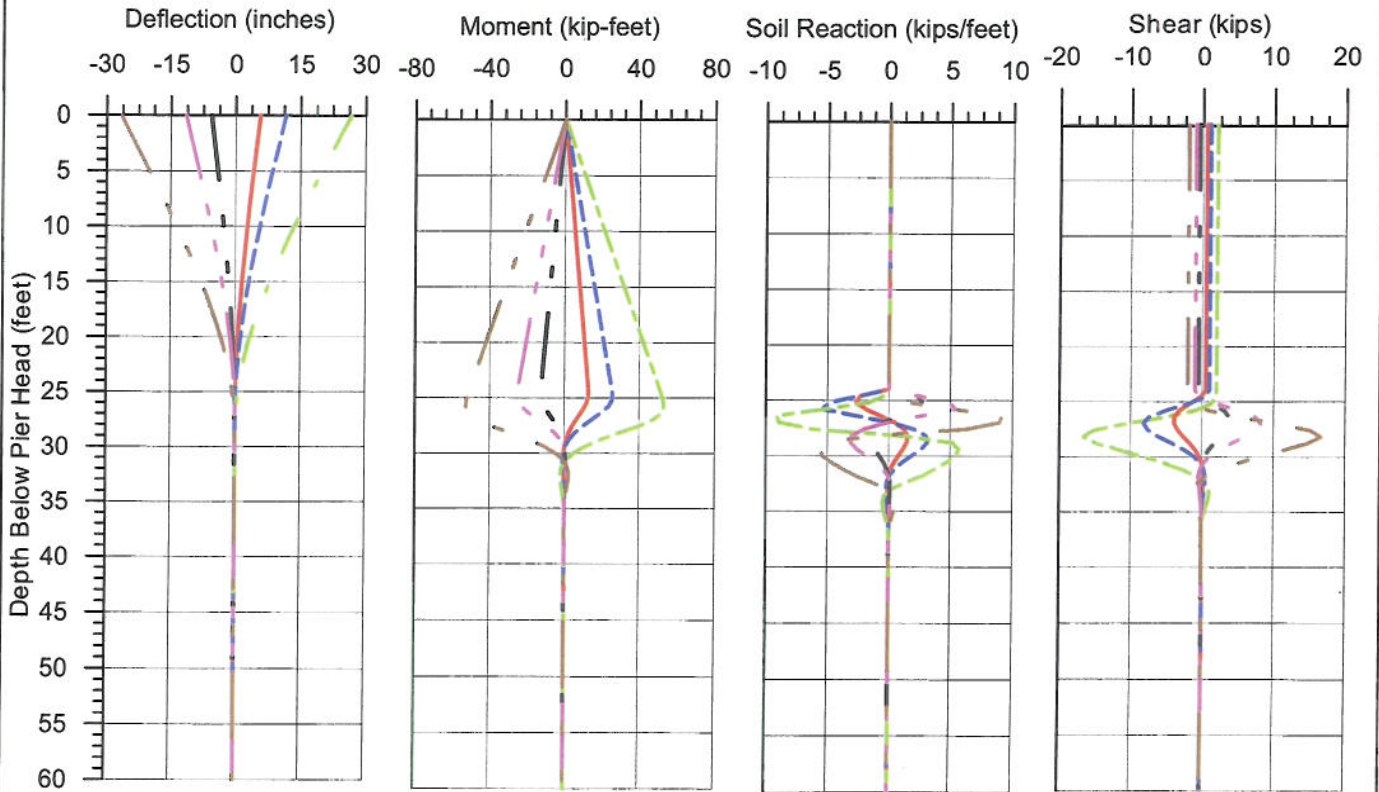 Deflection (inches)
-30 -15 0 15 30
Moment (kip-feet)
-80 -40 0 40 80
Soil Reaction (kips/feet)
-10 -5 0 5 10
Shear (kips)
-20 -10 0 10 20
Depth Below Pier Head (feet)
0
5
10
15
20
25
30
35
40
45
50
55
60